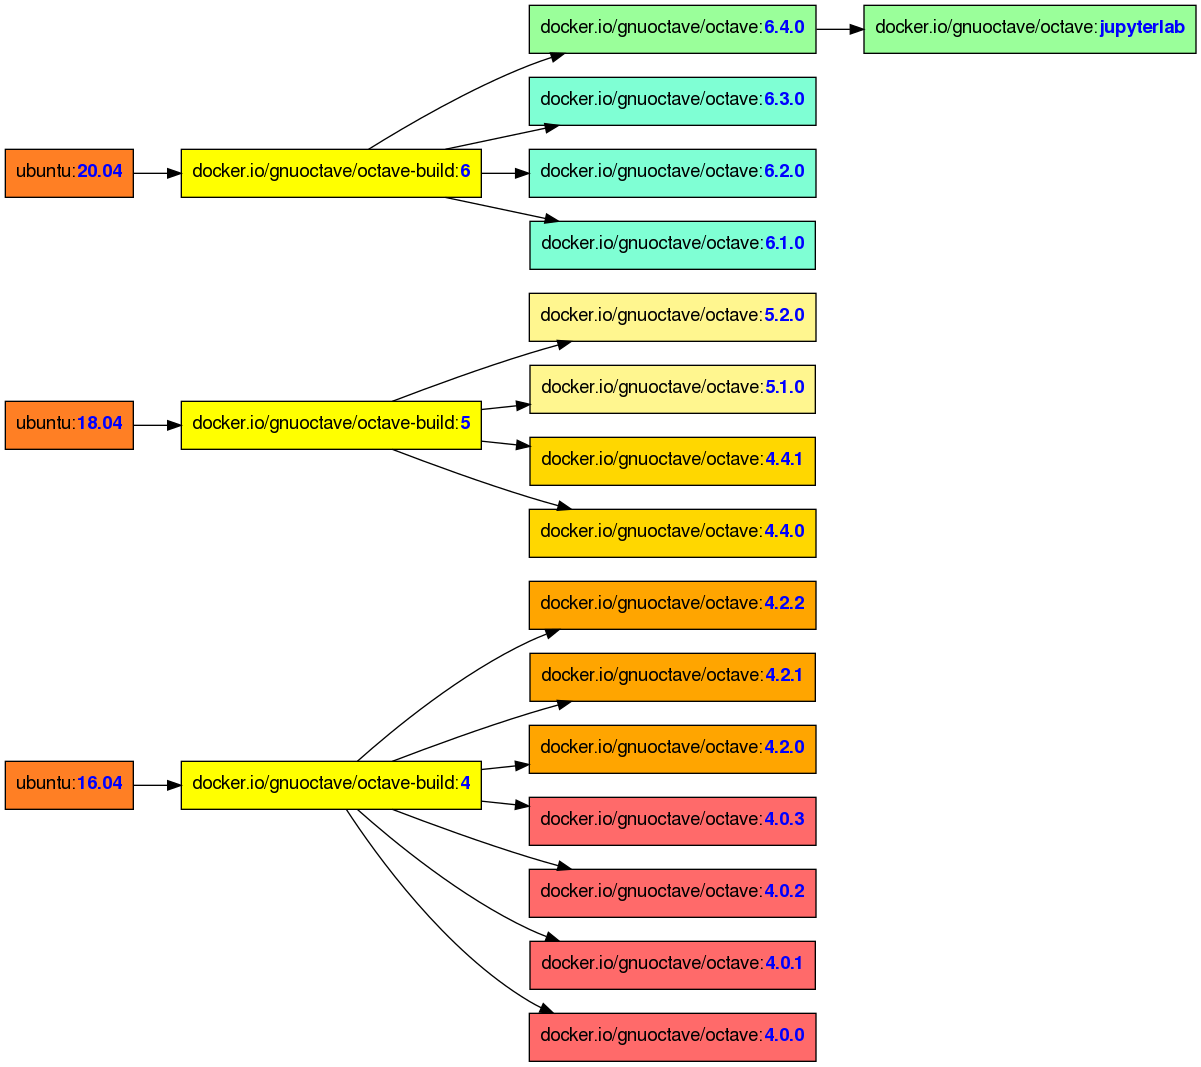 docker.io/gnuoctave/octave:6.4.0
docker.io/gnuoctave/octave:jupyterlab
docker.io/gnuoctave/octave:6.3.0
ubuntu:20.04
docker.io/gnuoctave/octave-build:6
docker.io/gnuoctave/octave:6.2.0
docker.io/gnuoctave/octave:6.1.0
docker.io/gnuoctave/octave:5.2.0
docker.io/gnuoctave/octave:5.1.0
ubuntu:18.04
docker.io/gnuoctave/octave-build:5
docker.io/gnuoctave/octave:4.4.1
docker.io/gnuoctave/octave:4.4.0
docker.io/gnuoctave/octave:4.2.2
docker.io/gnuoctave/octave:4.2.1
docker.io/gnuoctave/octave:4.2.0
ubuntu:16.04
docker.io/gnuoctave/octave-build:4
docker.io/gnuoctave/octave:4.0.3
docker.io/gnuoctave/octave:4.0.2
docker.io/gnuoctave/octave:4.0.1
docker.io/gnuoctave/octave:4.0.0